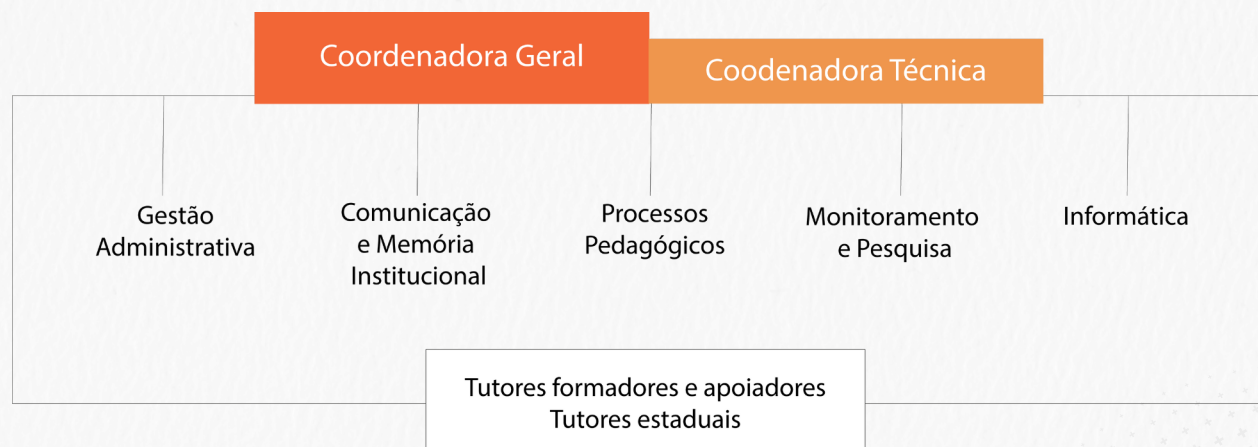 Coordenadora Geral
Coodenadora Técnica
Gestão
Administrativa
Comunicação
e Memória
Institucional
Processos
Pedagógicos
Monitoramento
e Pesquisa
Informática
Tutores formadores e apoiadores
Tutores estaduais